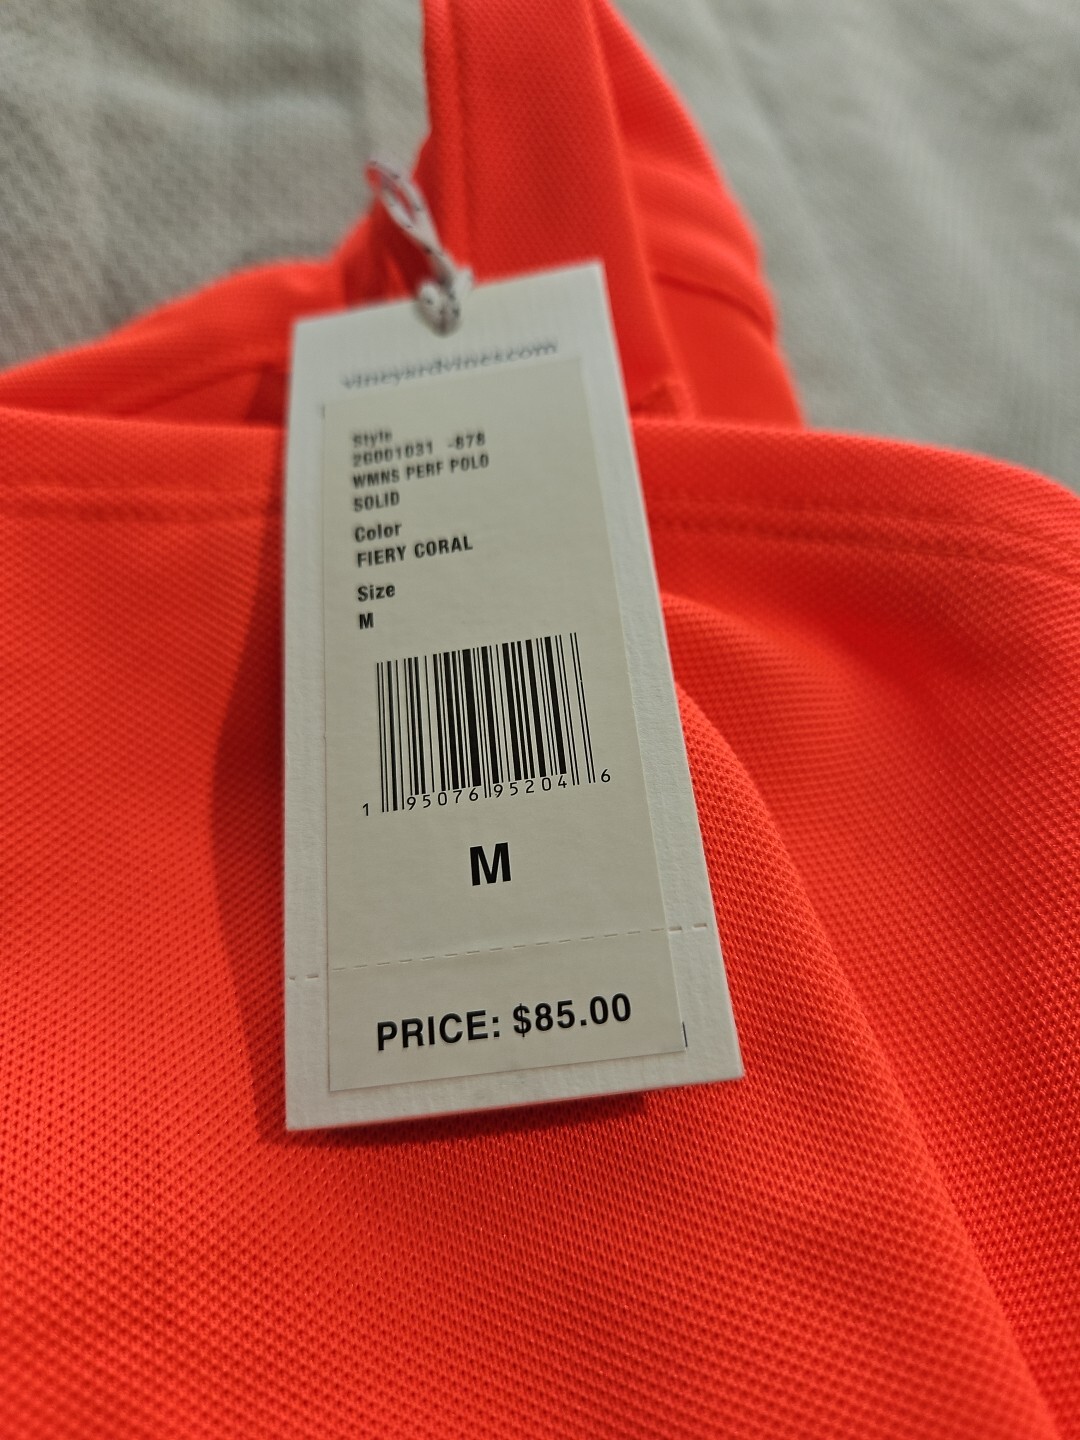 vineyardvines.com
Style
2G001031 -878
WMNS PERF POLO
SOLID
Color
FIERY CORAL
Size
M
1 95076 95204 6
M
PRICE: $85.00